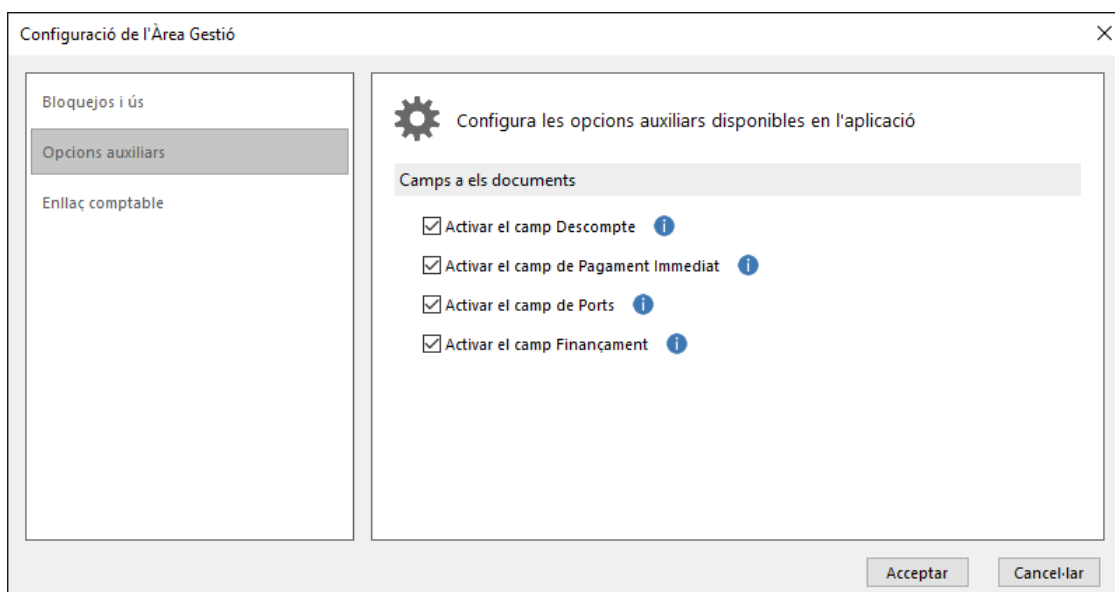 Configuració de l'Àrea Gestió
Bloquejos i ús
Opcions auxiliars
Enllaç comptable
Configura les opcions auxiliars disponibles en l'aplicació
Camps a els documents
Activar el camp Descompte
Activar el camp de Pagament Immediat
Activar el camp de Ports
Activar el camp Finançament
Acceptar
Cancel·lar